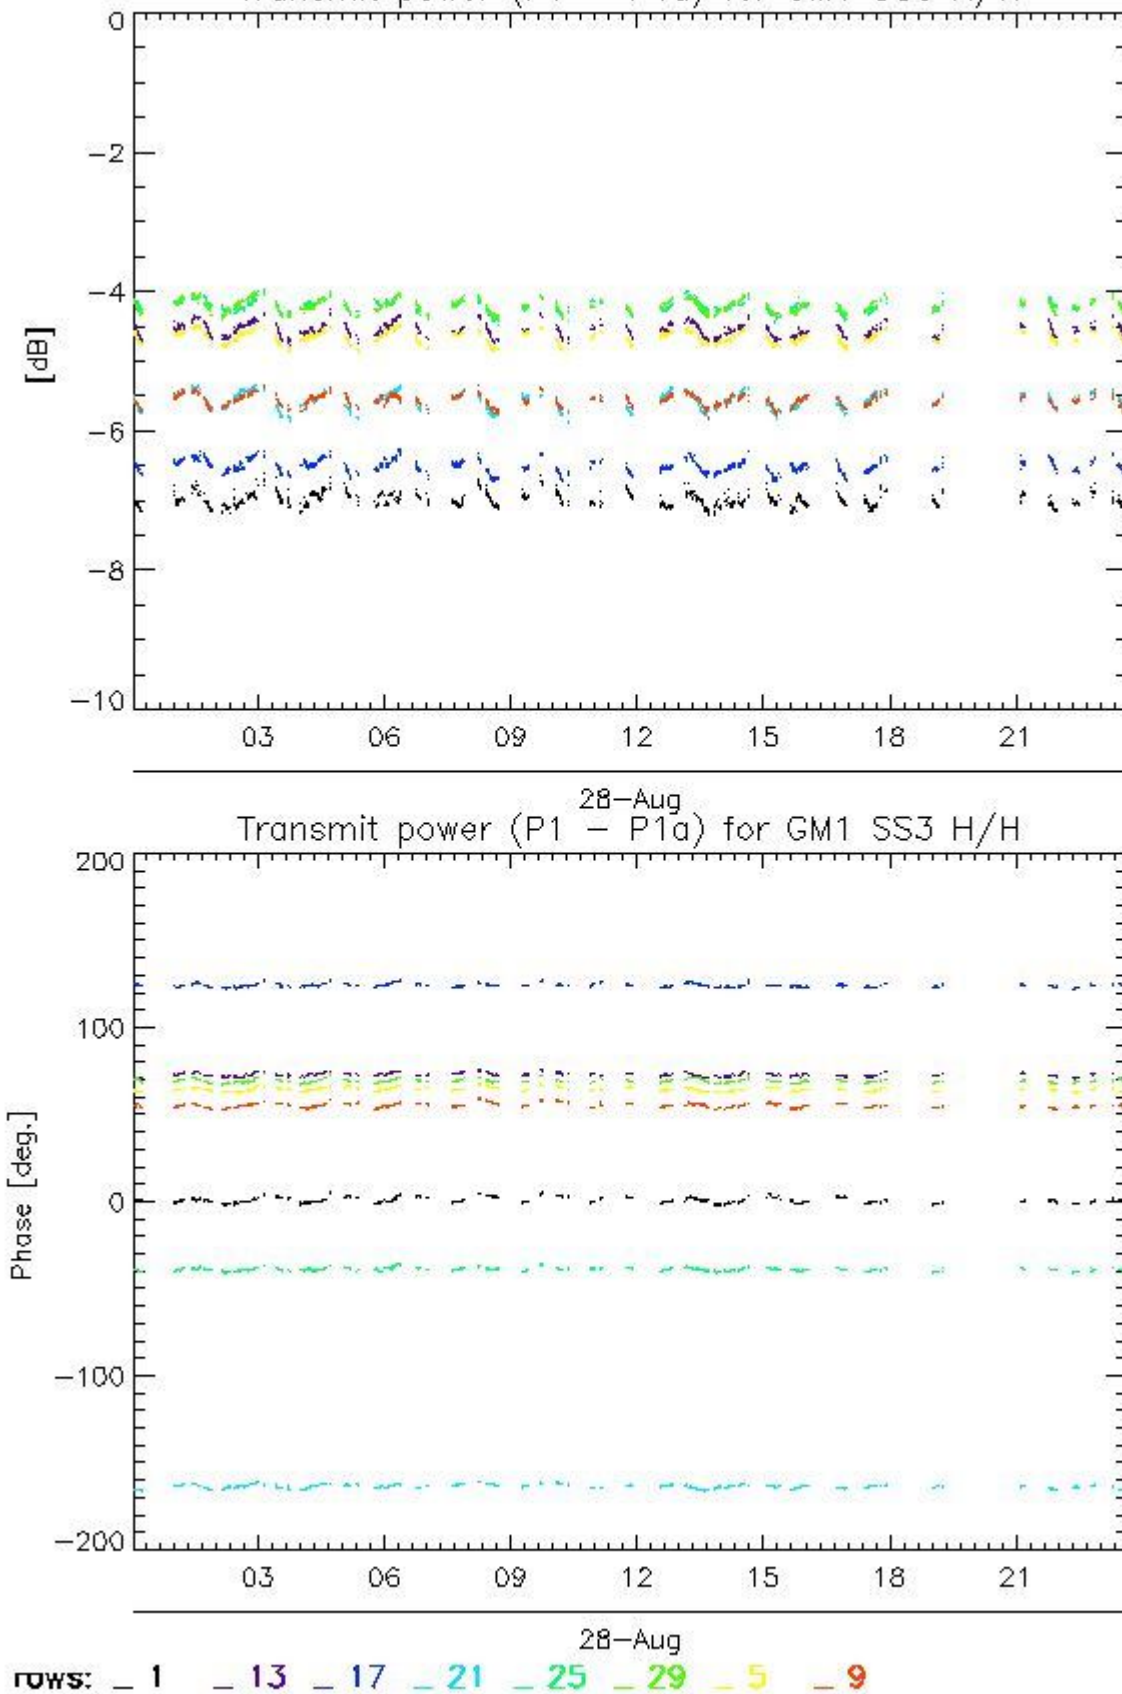 0
-2
-4
[dB]
-6
-8
-10
03 06 09 12 15 18 21
28-Aug
Transmit power (P1 - P1a) for GM1 SS3 H/H
200
100
Phase [deg.]
0
-100
-200
03 06 09 12 15 18 21
28-Aug
rows: _ 1 _ 13 _ 17 _ 21 _ 25 _ 29 _ 5 _ 9